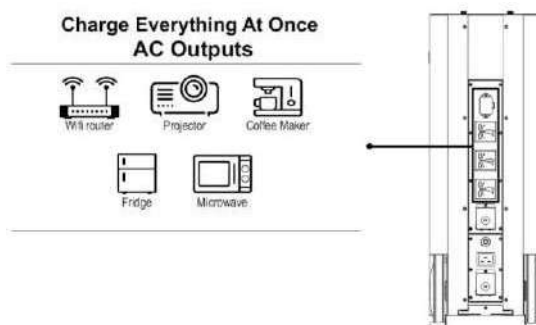 Charge Everything At Once
AC Outputs
Wifi router
Projector
Coffee Maker
Fridge
Microwave